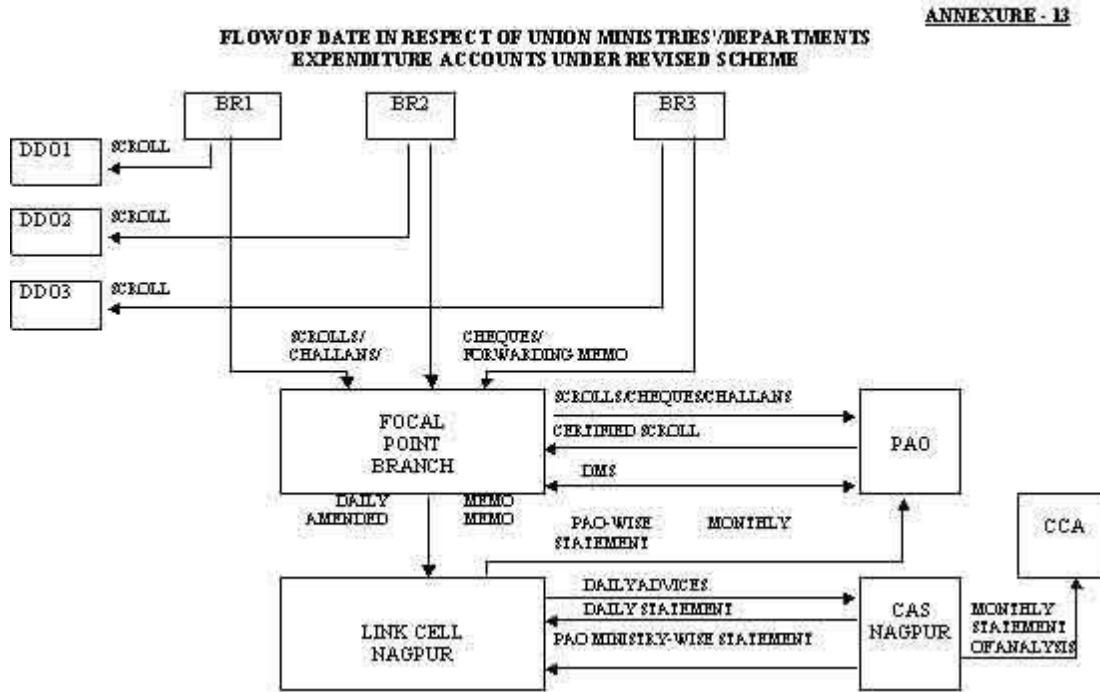 ANNEXURE - 13
FLOW OF DATE IN RESPECT OF UNION MINISTRIES'/DEPARTMENTS
EXPENDITURE ACCOUNTS UNDER REVISED SCHEME
BR1
BR2
BR3
DDO1
SCROLL
DDO2
SCROLL
DDO3
SCROLL
SCROLLS/
CHALLANS/
CHEQUES/
FORWARDING MEMO
FOCAL
POINT
BRANCH
SCROLLS/CHEQUES/CHALLANS
CERTIFIED SCROLL
DMS
PAO
DAILY MEMO
AMENDED MEMO
PAO-WISE MONTHLY
STATEMENT
CCA
LINK CELL
NAGPUR
DAILY ADVICES
DAILY STATEMENT
PAO MINISTRY-WISE STATEMENT
CAS
NAGPUR
MONTHLY
STATEMENT
OF ANALYSIS